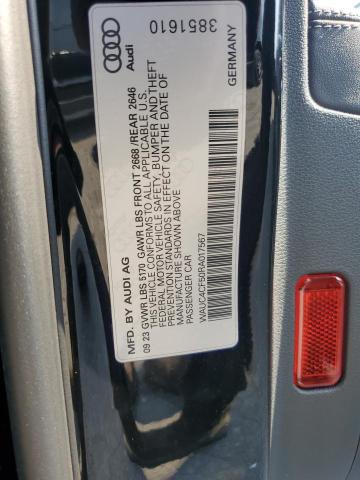 MFD. BY AUDI AG
09 23 GVWR LBS 5170 GAWR LBS FRONT 2668 /REAR 2646
THIS VEHICLE CONFORMS TO ALL APPLICABLE U.S.
FEDERAL MOTOR VEHICLE SAFETY, BUMPER AND THEFT
PREVENTION STANDARDS IN EFFECT ON THE DATE OF
MANUFACTURE SHOWN ABOVE.
PASSENGER CAR
WAUC4CF50RA017567
Audi
3851610
GERMANY